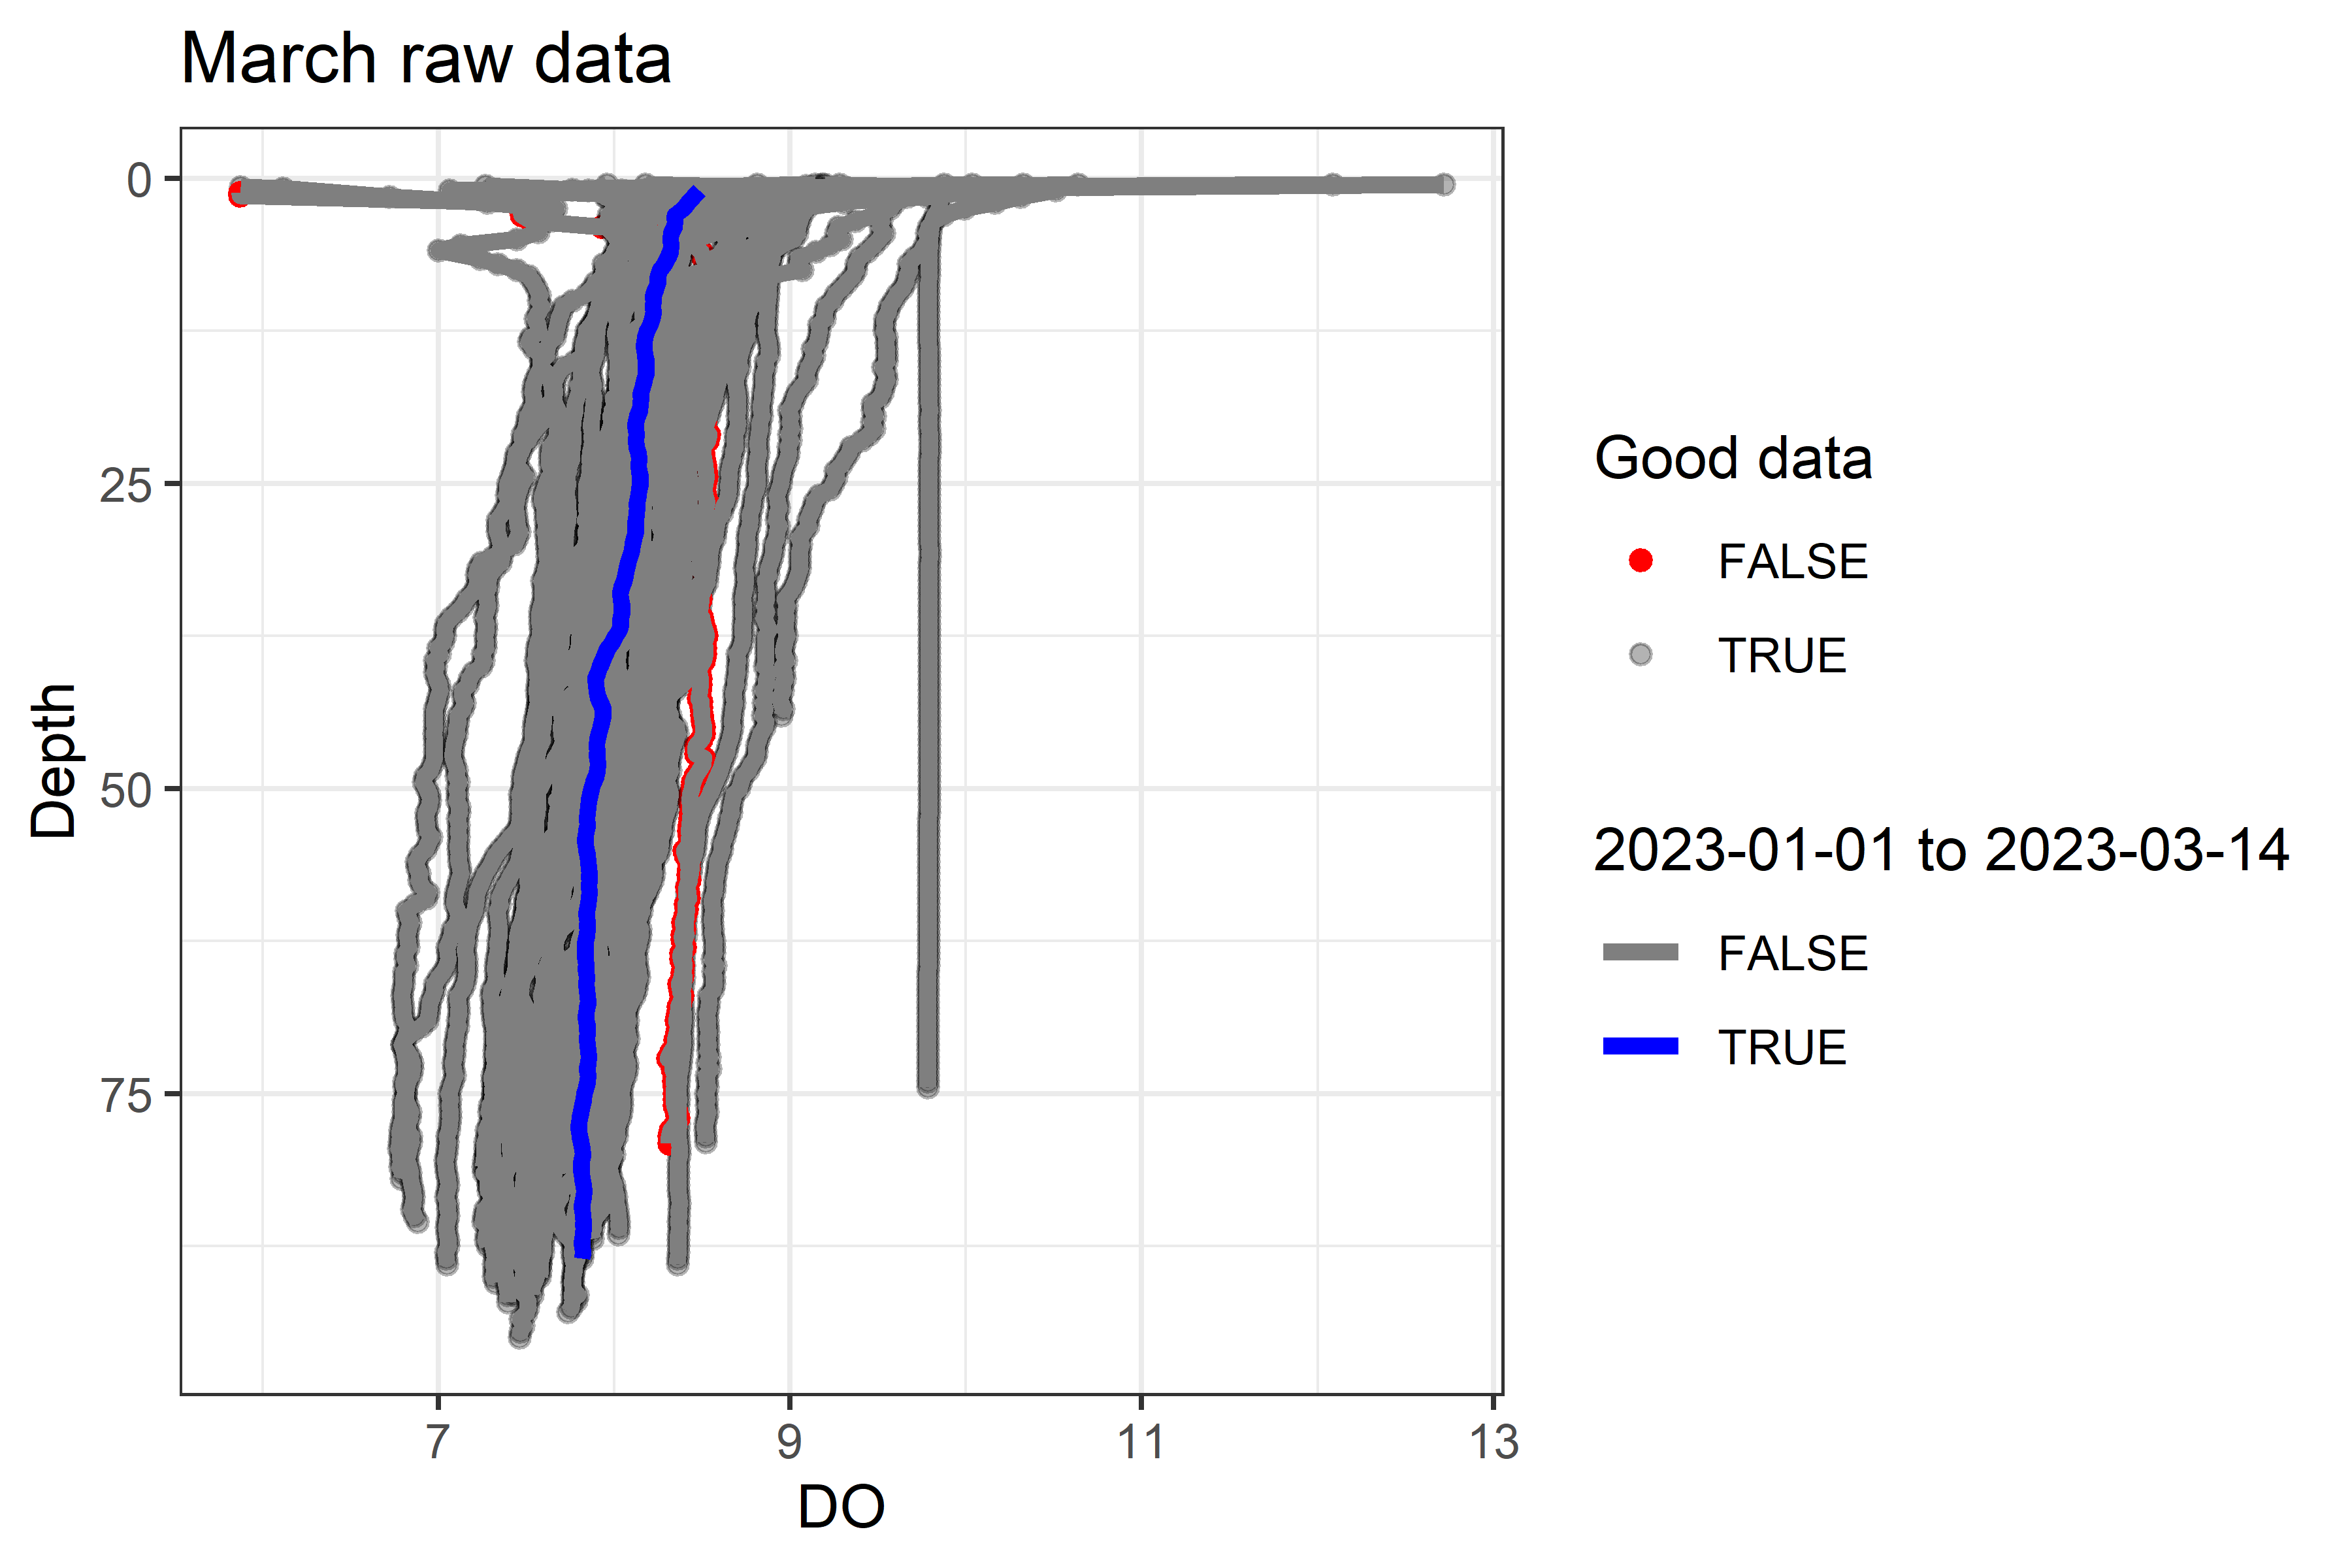 March raw data
0
25
50
75
Depth
7
9
11
13
DO
Good data
FALSE
TRUE
2023-01-01 to 2023-03-14
FALSE
TRUE